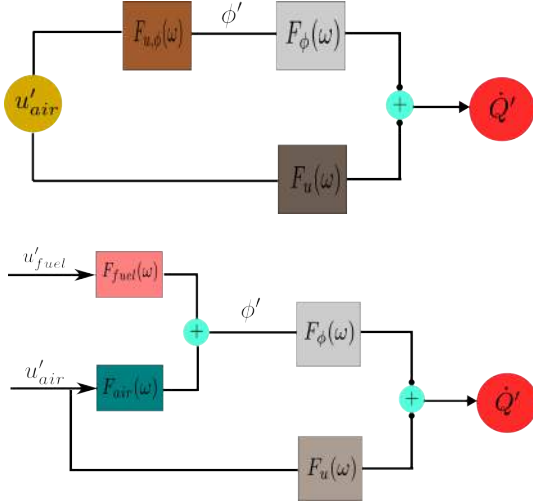 F_{u,ϕ}(ω) ϕ′ F_ϕ(ω)
u′_{air} + Q̇′
F_u(ω)
u′_{fuel} F_{fuel}(ω)
ϕ′ F_ϕ(ω)
+
u′_{air} F_{air}(ω) + Q̇′
F_u(ω)